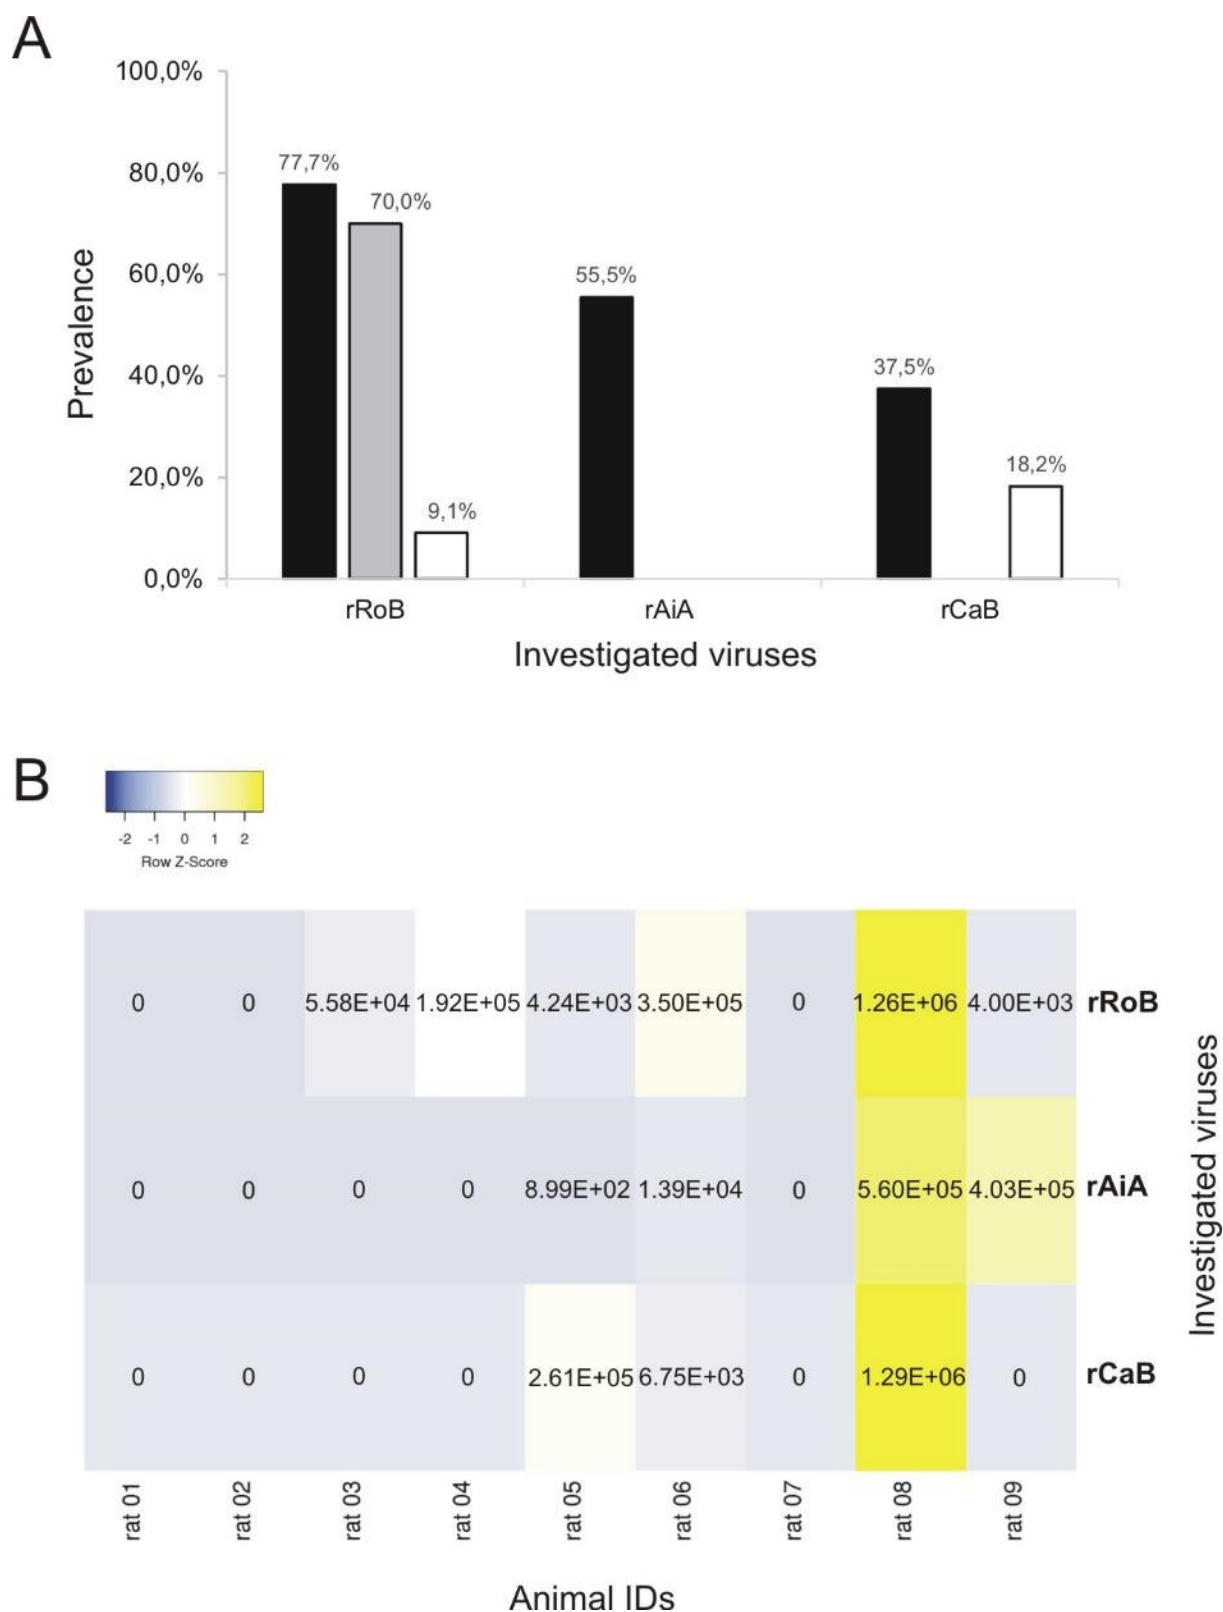 A
100,0%
80,0%
60,0%
40,0%
20,0%
0,0%
Prevalence
77,7%
70,0%
9,1%
55,5%
37,5%
18,2%
rRoB rAiA rCaB
Investigated viruses
B
-2 -1 0 1 2
Row Z-Score
0 0 5.58E+04 1.92E+05 4.24E+03 3.50E+05 0 1.26E+06 4.00E+03 rRoB
0 0 0 0 8.99E+02 1.39E+04 0 5.60E+05 4.03E+05 rAiA
0 0 0 0 2.61E+05 6.75E+03 0 1.29E+06 0 rCaB
Investigated viruses
rat 01 rat 02 rat 03 rat 04 rat 05 rat 06 rat 07 rat 08 rat 09
Animal IDs